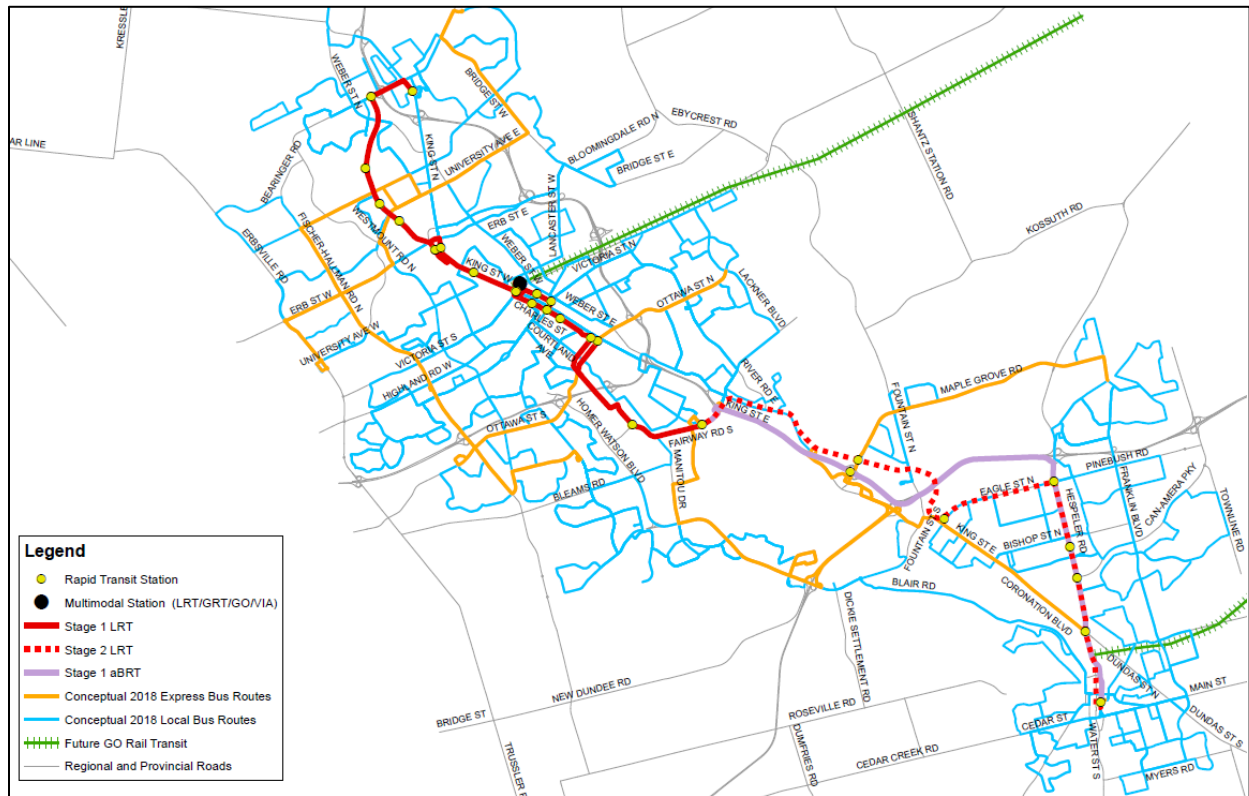 KRESSLE
WEBER ST N
BRIDGE ST W
EBYCREST RD
BLOOMINGDALE RD N
SHANTZ STATION RD
AR LINE
KING ST N
UNIVERSITY AVE E
BRIDGE ST E
BEARINGER RD
LANCASTER ST W
KOSSUTH RD
WESTMOUNT RD N
ERB ST E
FISCHER-HALLMAN RD N
ERBSVILLE RD
WEBER ST W
VICTORIA ST N
KING ST W
LACKNER BLVD
WEBER ST E
OTTAWA ST N
ERB ST W
CHARLES ST
UNIVERSITY AVE W
VICTORIA ST S
COURTLAND
AVE
HIGHLAND RD W
RIVER RD E
FOUNTAIN ST N
MAPLE GROVE RD
KING ST E
OTTAWA ST S
HOMER WATSON BLVD
FAIRWAY RD S
MANITOU DR
PINEBUSH RD
BLEAMS RD
EAGLE ST N
HESPELER RD
FRANKLIN BLVD
CAN-AMERA PKY
TOWNLINE RD
FOUNTAIN ST S
KING ST E
BISHOP ST N
BLAIR RD
CORONATION BLVD
DICKIE SETTLEMENT RD
DUNDAS ST N
NEW DUNDEE RD
MAIN ST
ROSEVILLE RD
BRIDGE ST
CEDAR ST
DUNDAS ST S
WATER ST S
DUMFRIES RD
CEDAR CREEK RD
TRUSSLER R
MYERS RD
Legend
Rapid Transit Station
Multimodal Station (LRT/GRT/GO/VIA)
Stage 1 LRT
Stage 2 LRT
Stage 1 aBRT
Conceptual 2018 Express Bus Routes
Conceptual 2018 Local Bus Routes
Future GO Rail Transit
Regional and Provincial Roads